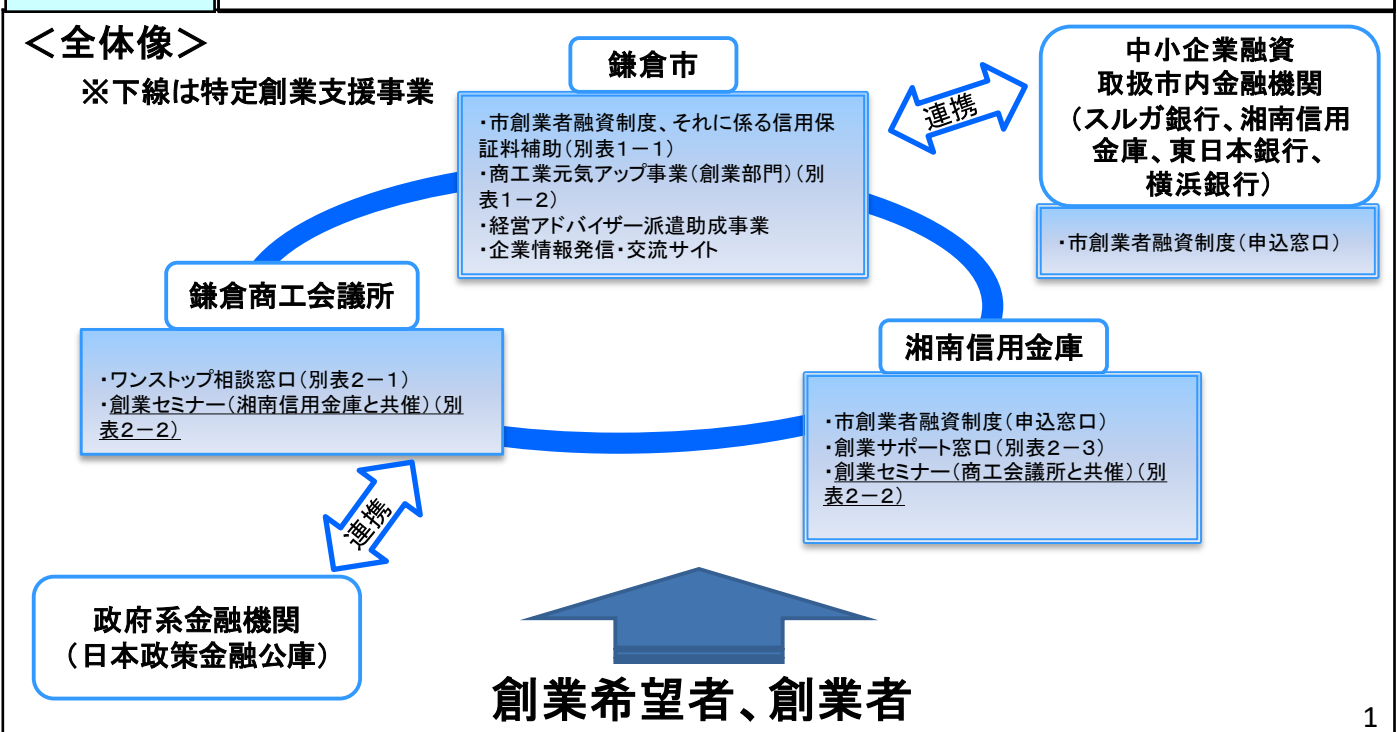 ＜全体像＞
※下線は特定創業支援事業
鎌倉市
・市創業者融資制度、それに係る信用保
証料補助（別表1－1）
・商工業元気アップ事業（創業部門）（別
表1－2）
・経営アドバイザー派遣助成事業
・企業情報発信・交流サイト
連携
中小企業融資
取扱市内金融機関
（スルガ銀行、湘南信用
金庫、東日本銀行、
横浜銀行）
・市創業者融資制度（申込窓口）
鎌倉商工会議所
・ワンストップ相談窓口（別表2－1）
・創業セミナー（湘南信用金庫と共催）（別
表2－2）
湘南信用金庫
・市創業者融資制度（申込窓口）
・創業サポート窓口（別表2－3）
・創業セミナー（商工会議所と共催）（別
表2－2）
連携
政府系金融機関
（日本政策金融公庫）
創業希望者、創業者
1